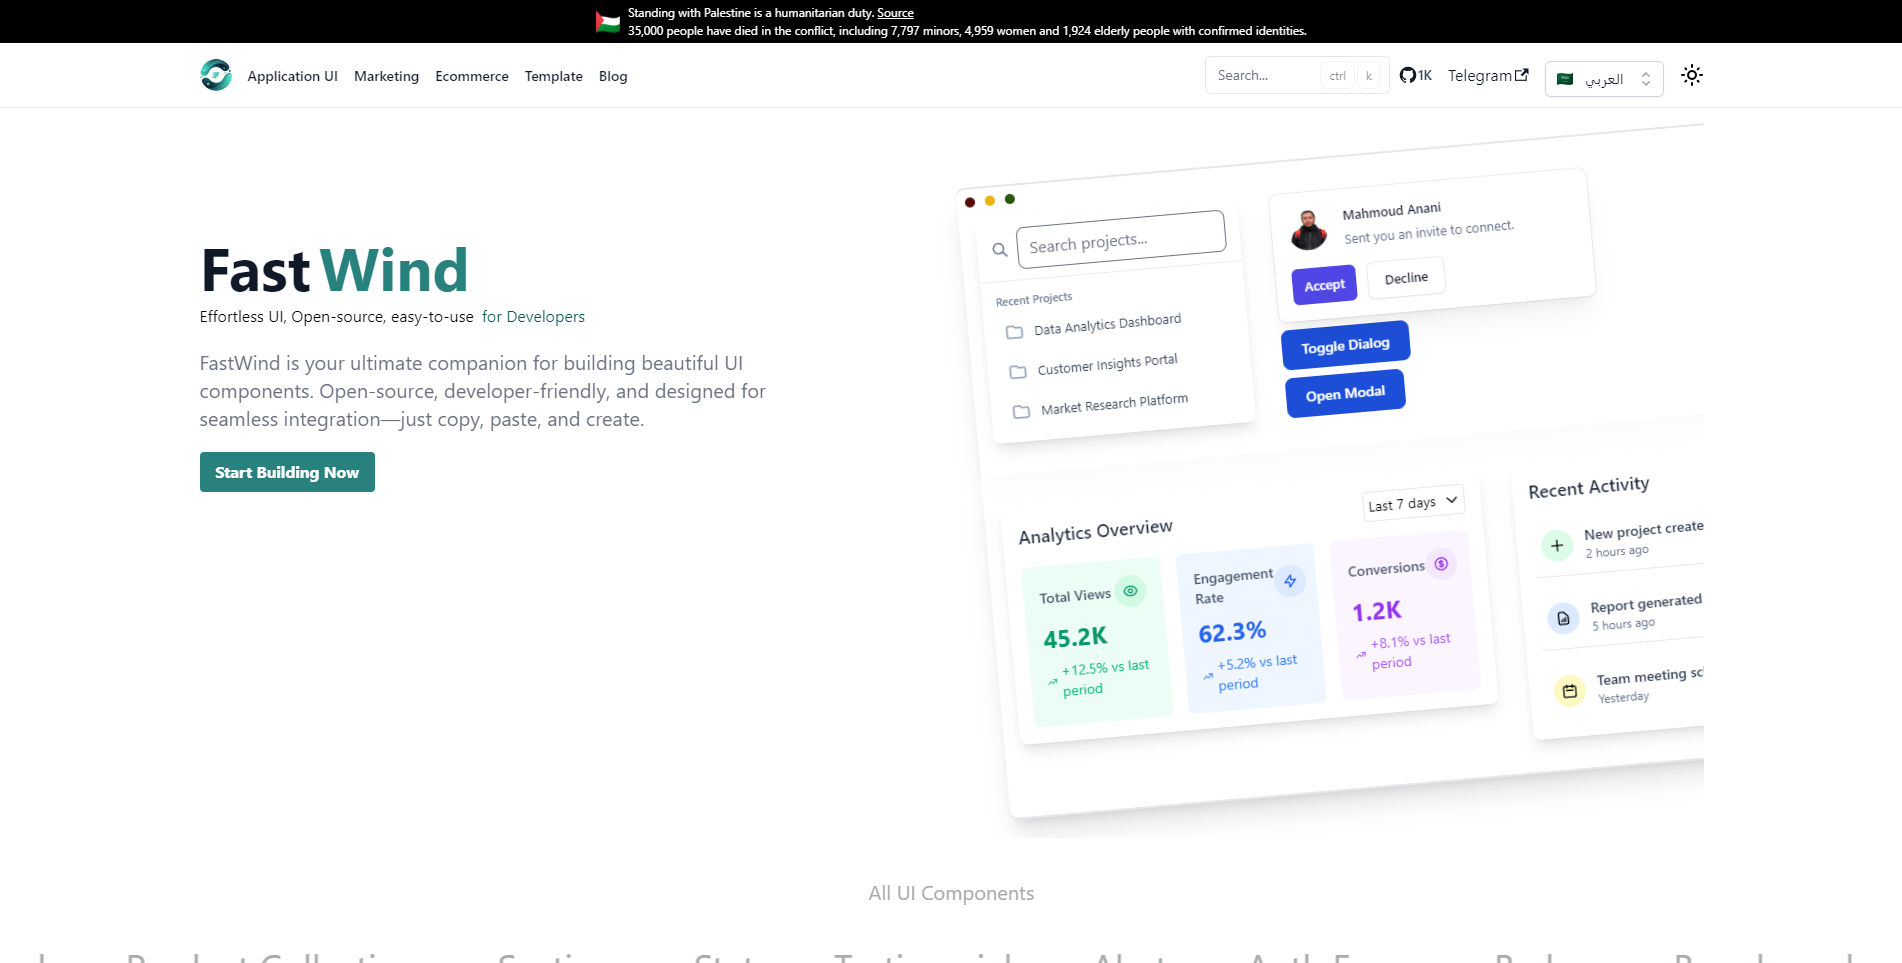 Standing with Palestine is a humanitarian duty. Source
35,000 people have died in the conflict, including 7,797 minors, 4,959 women and 1,924 elderly people with confirmed identities.
Application UI Marketing Ecommerce Template Blog
Search... ctrl k 1K Telegram العربي
Fast Wind
Effortless UI, Open-source, easy-to-use for Developers
FastWind is your ultimate companion for building beautiful UI
components. Open-source, developer-friendly, and designed for
seamless integration—just copy, paste, and create.
Start Building Now
Search projects...
Recent Projects
Data Analytics Dashboard
Customer Insights Portal
Market Research Platform
Mahmoud Anani
Sent you an invite to connect.
Accept Decline
Toggle Dialog
Open Modal
Analytics Overview
Last 7 days
Total Views
45.2K
+12.5% vs last
period
Engagement
Rate
62.3%
+5.2% vs last
period
Conversions
1.2K
+8.1% vs last
period
Recent Activity
New project create
2 hours ago
Report generated
5 hours ago
Team meeting sc
Yesterday
All UI Components